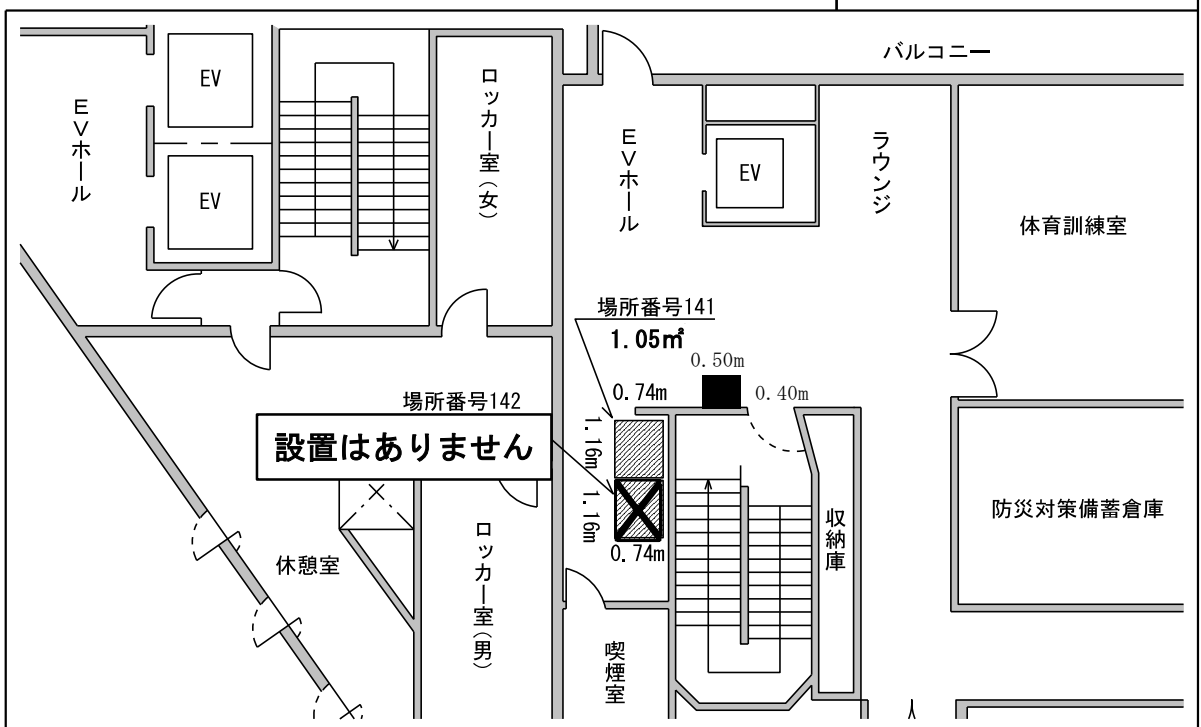 バルコニー
EV
EVホール
EV
ロッカー室(女)
EVホール
EV
ラウンジ
体育訓練室
場所番号141
1.05㎡
0.50m
0.74m
0.40m
場所番号142
設置はありません
1.16m
1.16m
0.74m
休憩室
ロッカー室(男)
喫煙室
収納庫
防災対策備蓄倉庫